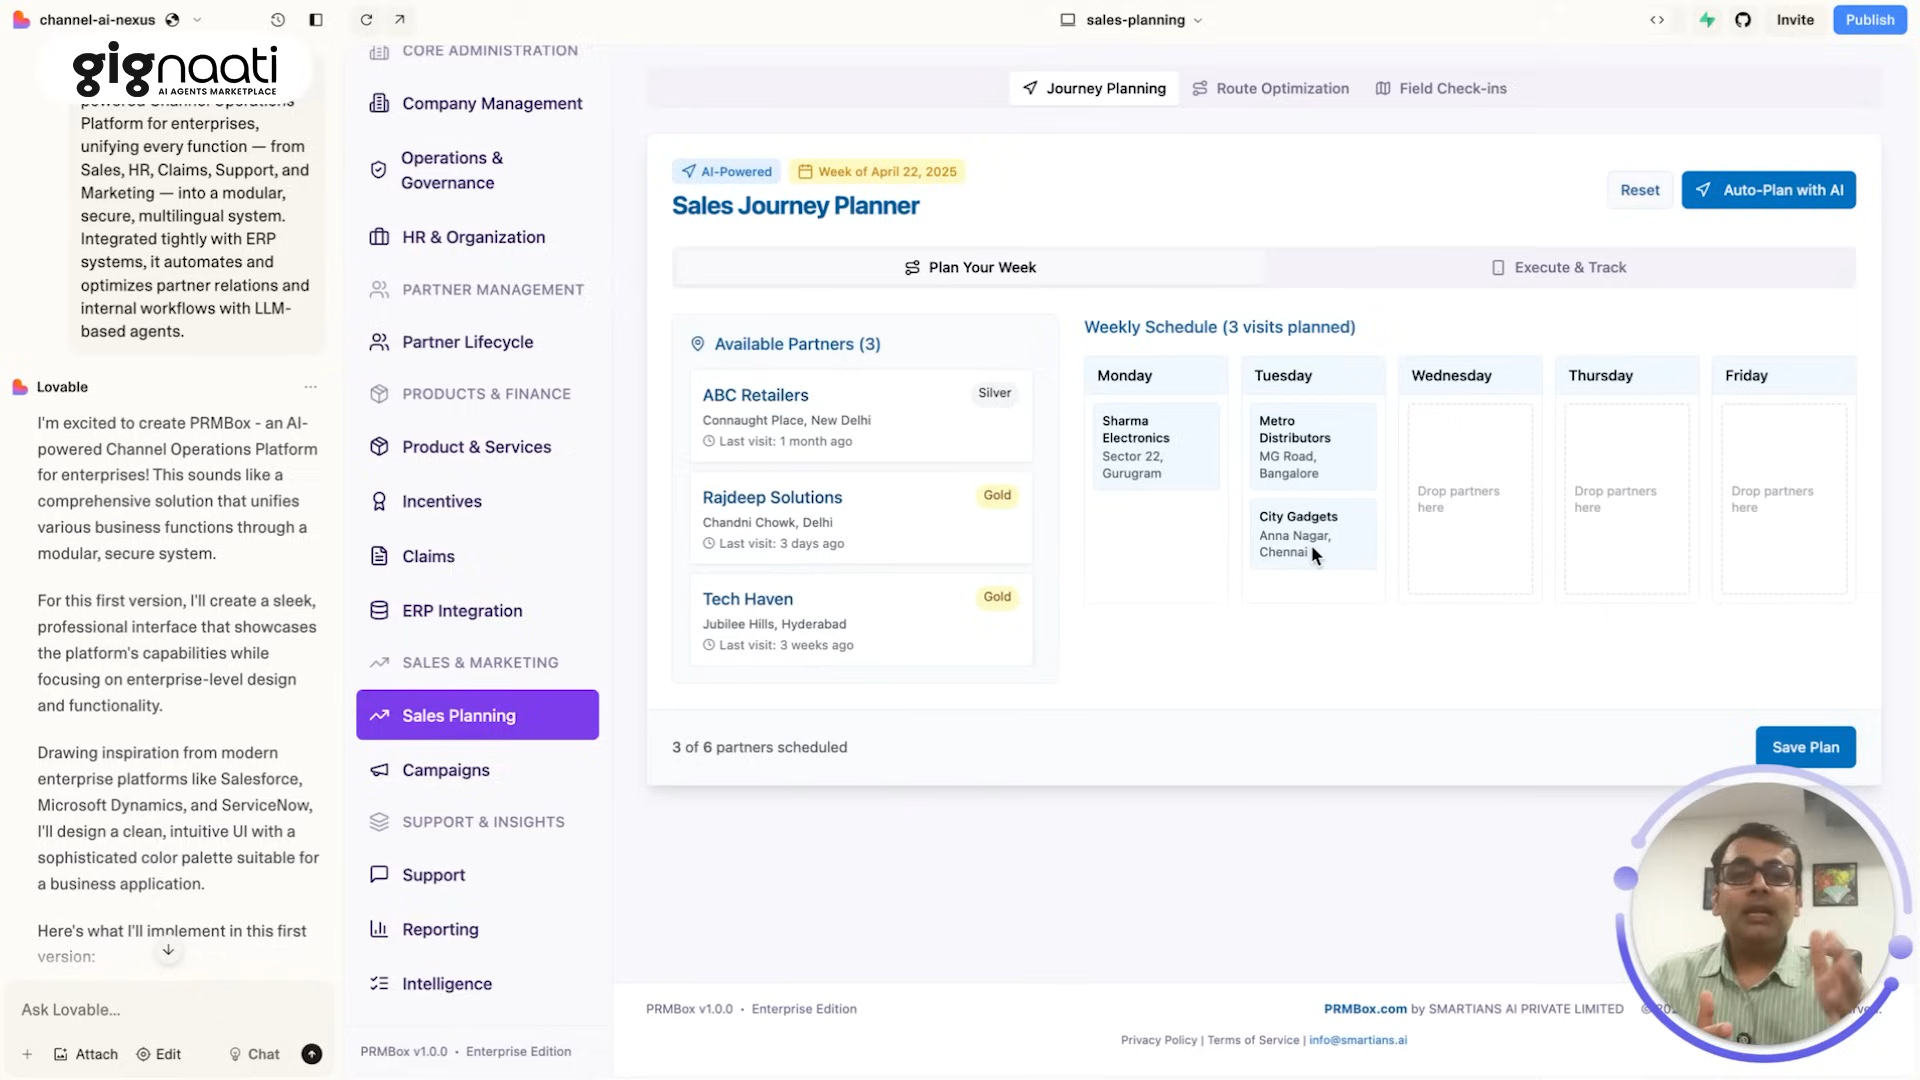 channel-ai-nexus
gignaati
AI AGENTS MARKETPLACE
powered Channel Operations
Platform for enterprises,
unifying every function — from
Sales, HR, Claims, Support, and
Marketing — into a modular,
secure, multilingual system.
Integrated tightly with ERP
systems, it automates and
optimizes partner relations and
internal workflows with LLM-
based agents.
Lovable
I'm excited to create PRMBox - an AI-
powered Channel Operations Platform
for enterprises! This sounds like a
comprehensive solution that unifies
various business functions through a
modular, secure system.
For this first version, I'll create a sleek,
professional interface that showcases
the platform's capabilities while
focusing on enterprise-level design
and functionality.
Drawing inspiration from modern
enterprise platforms like Salesforce,
Microsoft Dynamics, and ServiceNow,
I'll design a clean, intuitive UI with a
sophisticated color palette suitable for
a business application.
Here's what I'll implement in this first
version:
Ask Lovable...
Attach
Edit
Chat
sales-planning
Invite
Publish
CORE ADMINISTRATION
Company Management
Operations &
Governance
HR & Organization
PARTNER MANAGEMENT
Partner Lifecycle
PRODUCTS & FINANCE
Product & Services
Incentives
Claims
ERP Integration
SALES & MARKETING
Sales Planning
Campaigns
SUPPORT & INSIGHTS
Support
Reporting
Intelligence
PRMBox v1.0.0 • Enterprise Edition
Journey Planning
Route Optimization
Field Check-ins
AI-Powered
Week of April 22, 2025
Sales Journey Planner
Reset
Auto-Plan with AI
Plan Your Week
Execute & Track
Available Partners (3)
ABC Retailers
Silver
Connaught Place, New Delhi
Last visit: 1 month ago
Rajdeep Solutions
Gold
Chandni Chowk, Delhi
Last visit: 3 days ago
Tech Haven
Gold
Jubilee Hills, Hyderabad
Last visit: 3 weeks ago
Weekly Schedule (3 visits planned)
Monday
Sharma
Electronics
Sector 22,
Gurugram
Tuesday
Metro
Distributors
MG Road,
Bangalore
City Gadgets
Anna Nagar,
Chennai
Wednesday
Drop partners
here
Thursday
Drop partners
here
Friday
Drop partners
here
3 of 6 partners scheduled
Save Plan
PRMBox v1.0.0 • Enterprise Edition
PRMBox.com by SMARTIANS AI PRIVATE LIMITED
Privacy Policy | Terms of Service | info@smartians.ai